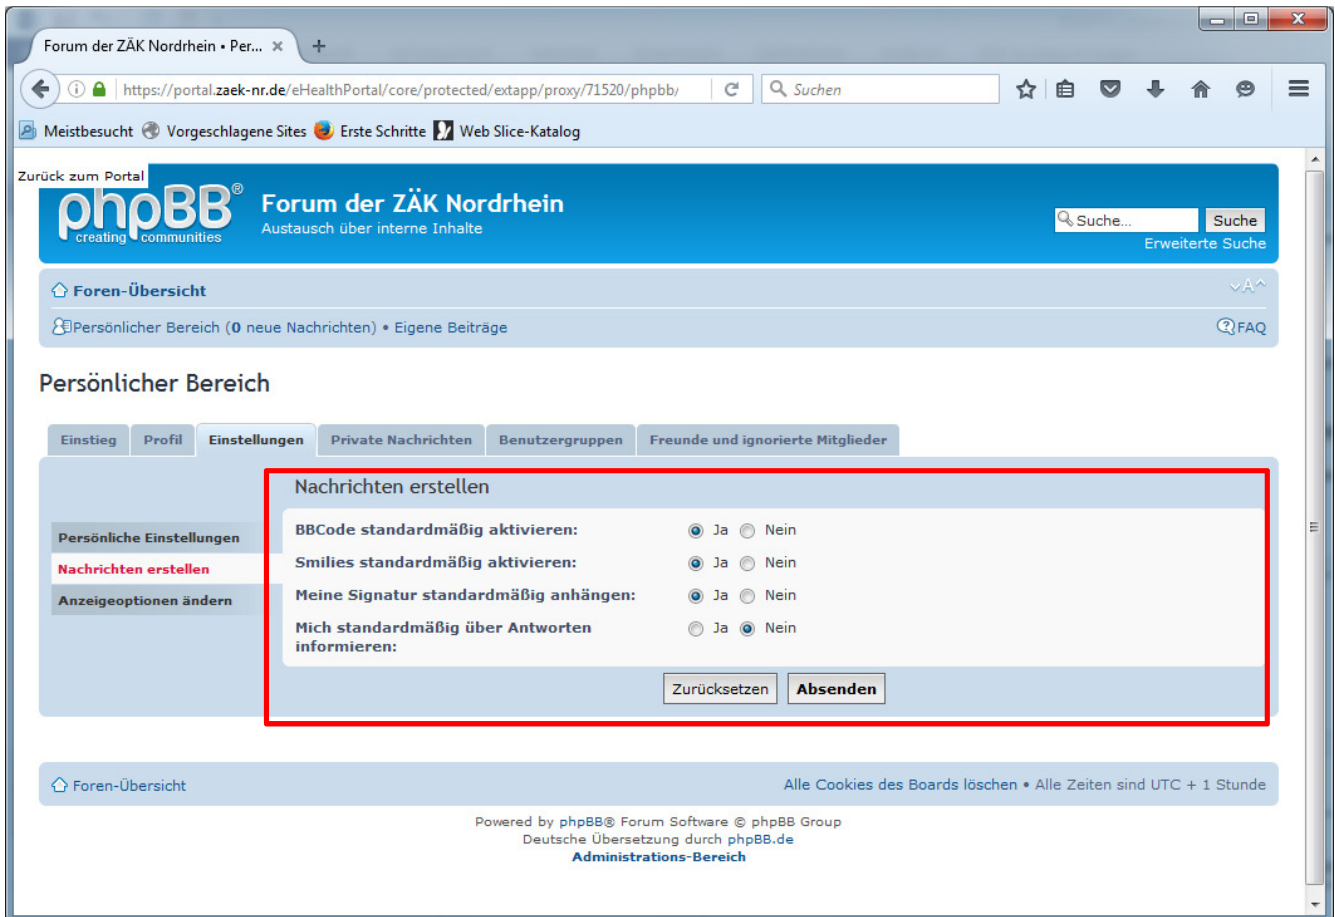 Forum der ZÄK Nordrhein • Per... × +
https://portal.zaek-nr.de/eHealthPortal/core/protected/extapp/proxy/71520/phpbb/ Suchen
Meistbesucht Vorgeschlagene Sites Erste Schritte Web Slice-Katalog
Zurück zum Portal
phpBB®
creating communities
Forum der ZÄK Nordrhein
Austausch über interne Inhalte
Suche... Suche
Erweiterte Suche
Foren-Übersicht
A
Persönlicher Bereich (0 neue Nachrichten) • Eigene Beiträge
FAQ
Persönlicher Bereich
Einstieg Profil Einstellungen Private Nachrichten Benutzergruppen Freunde und ignorierte Mitglieder
Persönliche Einstellungen
Nachrichten erstellen
Anzeigeoptionen ändern
Nachrichten erstellen
BBCode standardmäßig aktivieren: Ja Nein
Smilies standardmäßig aktivieren: Ja Nein
Meine Signatur standardmäßig anhängen: Ja Nein
Mich standardmäßig über Antworten Ja Nein
informieren:
Zurücksetzen Absenden
Foren-Übersicht
Alle Cookies des Boards löschen • Alle Zeiten sind UTC + 1 Stunde
Powered by phpBB® Forum Software © phpBB Group
Deutsche Übersetzung durch phpBB.de
Administrations-Bereich